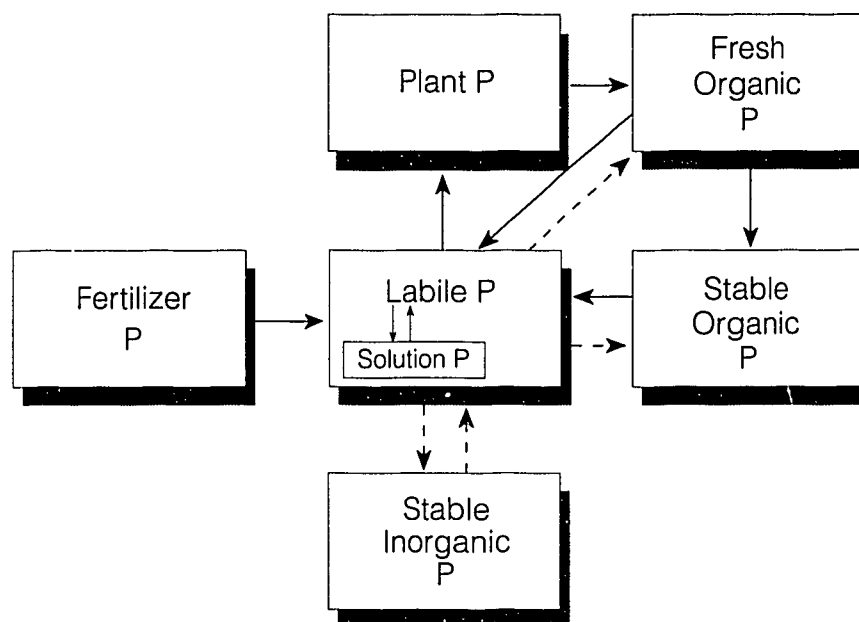 Plant P
Fresh
Organic
P
Fertilizer
P
Labile P
Solution P
Stable
Organic
P
Stable
Inorganic
P